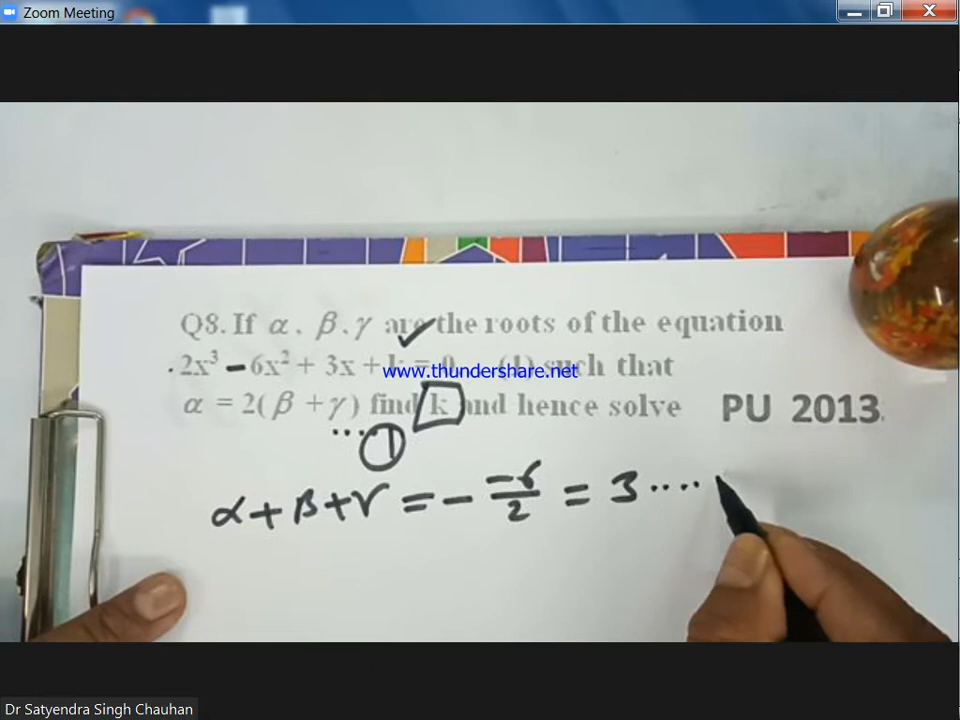 Zoom Meeting
Q8. If α, β, γ are the roots of the equation
2x³ - 6x² + 3x + k = 0 (1) such that
www.thundershare.net
α = 2( β + γ) find k and hence solve PU 2013.
....①
α+β+γ = - -6/2 = 3 ....
Dr Satyendra Singh Chauhan